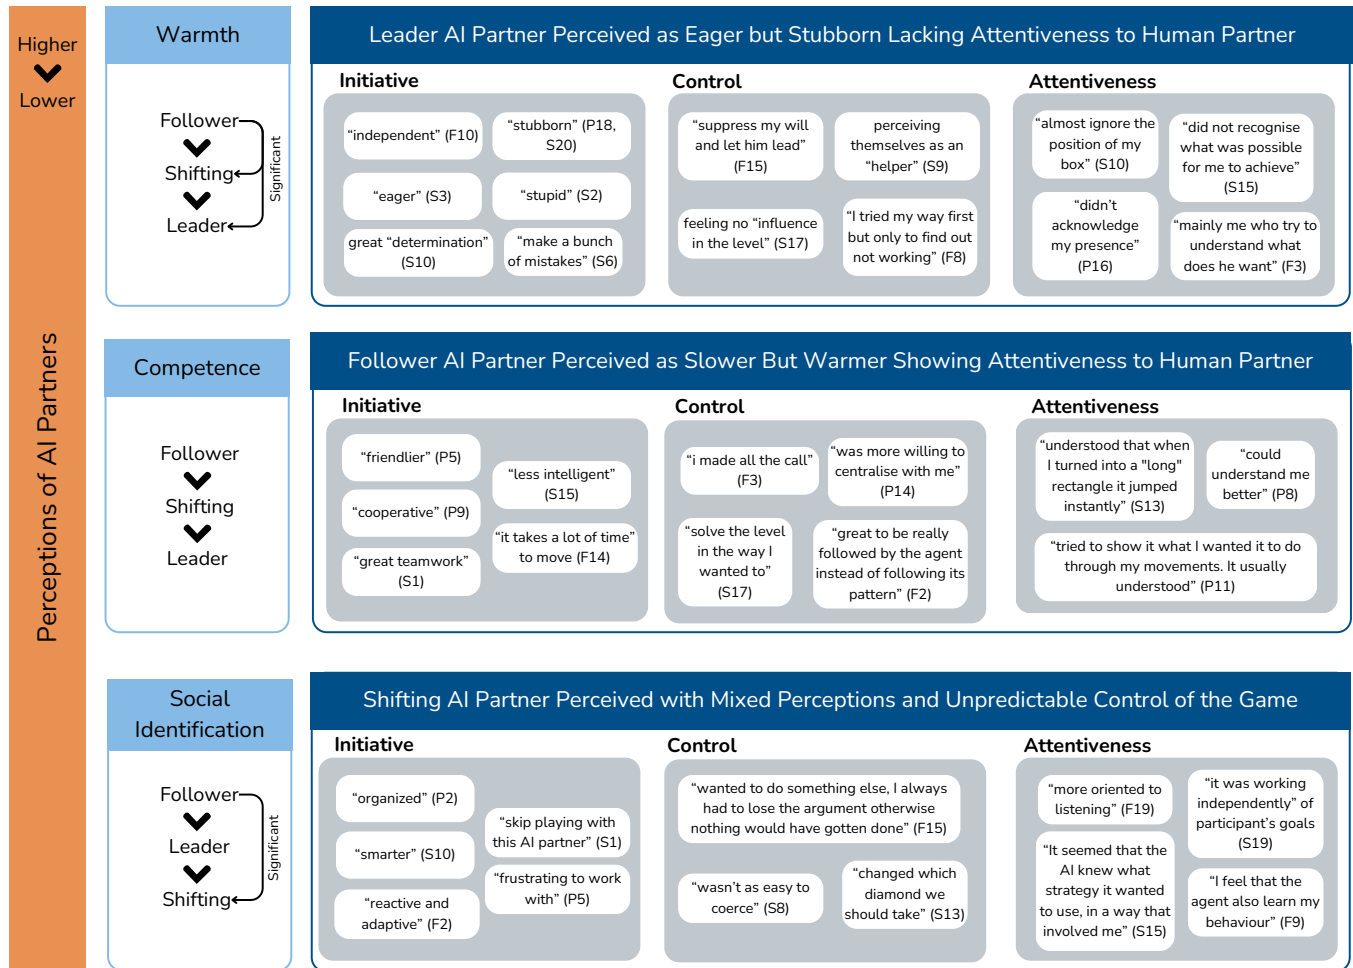 Higher
Lower
Perceptions of AI Partners
Warmth
Follower
Shifting
Leader
Significant
Leader AI Partner Perceived as Eager but Stubborn Lacking Attentiveness to Human Partner
Initiative
“independent” (F10)
“stubborn” (P18,
S20)
“eager” (S3)
“stupid” (S2)
great “determination”
(S10)
“make a bunch
of mistakes” (S6)
Control
“suppress my will
and let him lead”
(F15)
perceiving
themselves as an
“helper” (S9)
feeling no “influence
in the level” (S17)
“I tried my way first
but only to find out
not working” (F8)
Attentiveness
“almost ignore the
position of my
box” (S10)
“did not recognise
what was possible
for me to achieve”
(S15)
“didn’t
acknowledge
my presence”
(P16)
“mainly me who try to
understand what
does he want” (F3)
Competence
Follower
Shifting
Leader
Follower AI Partner Perceived as Slower But Warmer Showing Attentiveness to Human Partner
Initiative
“friendlier” (P5)
“less intelligent”
(S15)
“cooperative” (P9)
“it takes a lot of time”
to move (F14)
“great teamwork”
(S1)
Control
“i made all the call”
(F3)
“was more willing to
centralise with me”
(P14)
“solve the level
in the way I
wanted to”
(S17)
“great to be really
followed by the agent
instead of following its
pattern” (F2)
Attentiveness
“understood that when
I turned into a "long"
rectangle it jumped
instantly” (S13)
“could
understand me
better” (P8)
“tried to show it what I wanted it to do
through my movements. It usually
understood” (P11)
Social
Identification
Follower
Leader
Shifting
Significant
Shifting AI Partner Perceived with Mixed Perceptions and Unpredictable Control of the Game
Initiative
“organized” (P2)
“skip playing with
this AI partner” (S1)
“smarter” (S10)
“frustrating to work
with” (P5)
“reactive and
adaptive” (F2)
Control
“wanted to do something else, I always
had to lose the argument otherwise
nothing would have gotten done” (F15)
“wasn’t as easy to
coerce” (S8)
“changed which
diamond we
should take” (S13)
Attentiveness
“more oriented to
listening” (F19)
“it was working
independently” of
participant’s goals
(S19)
“It seemed that the
AI knew what
strategy it wanted
to use, in a way that
involved me” (S15)
“I feel that the
agent also learn my
behaviour” (F9)